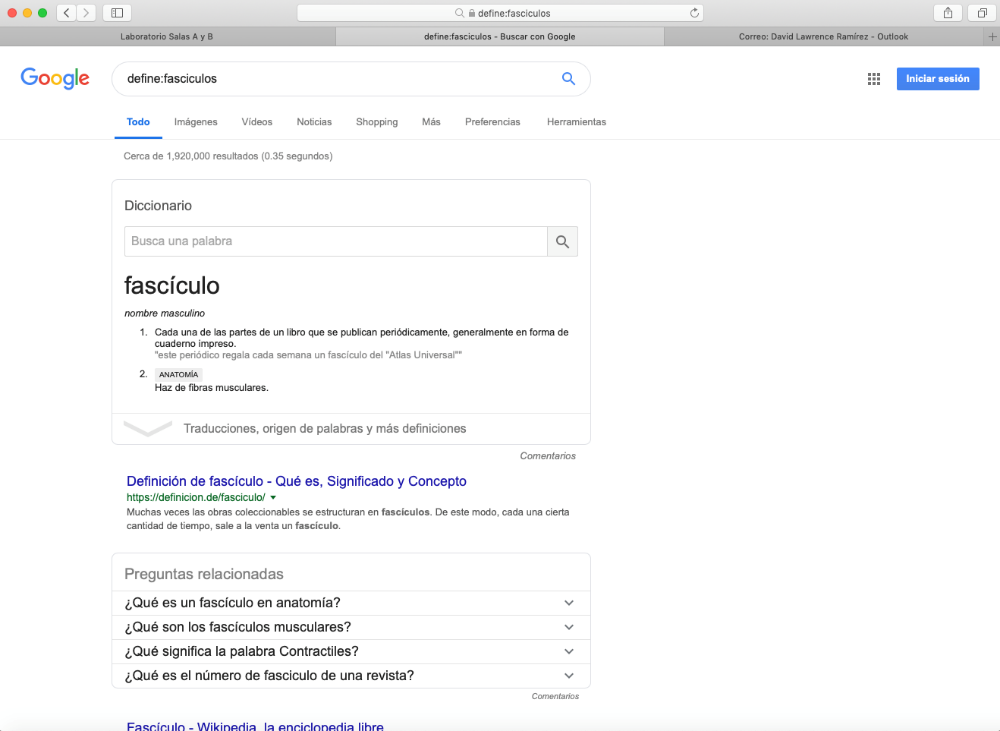 define:fasciculos
Laboratorio Salas A y B
define:fasciculos - Buscar con Google
Correo: David Lawrence Ramírez - Outlook
Google
define:fasciculos
Iniciar sesión
Todo
Imágenes
Vídeos
Noticias
Shopping
Más
Preferencias
Herramientas
Cerca de 1,920,000 resultados (0.35 segundos)
Diccionario
Busca una palabra
fascículo
nombre masculino
1. Cada una de las partes de un libro que se publican periódicamente, generalmente en forma de
cuaderno impreso.
"este periódico regala cada semana un fascículo del "Atlas Universal""
2. ANATOMÍA
Haz de fibras musculares.
Traducciones, origen de palabras y más definiciones
Comentarios
Definición de fascículo - Qué es, Significado y Concepto
https://definicion.de/fasciculo/
Muchas veces las obras coleccionables se estructuran en fascículos. De este modo, cada una cierta
cantidad de tiempo, sale a la venta un fascículo.
Preguntas relacionadas
¿Qué es un fascículo en anatomía?
¿Qué son los fascículos musculares?
¿Qué significa la palabra Contractiles?
¿Qué es el número de fasciculo de una revista?
Comentarios
Fascículo - Wikipedia, la enciclopedia libre